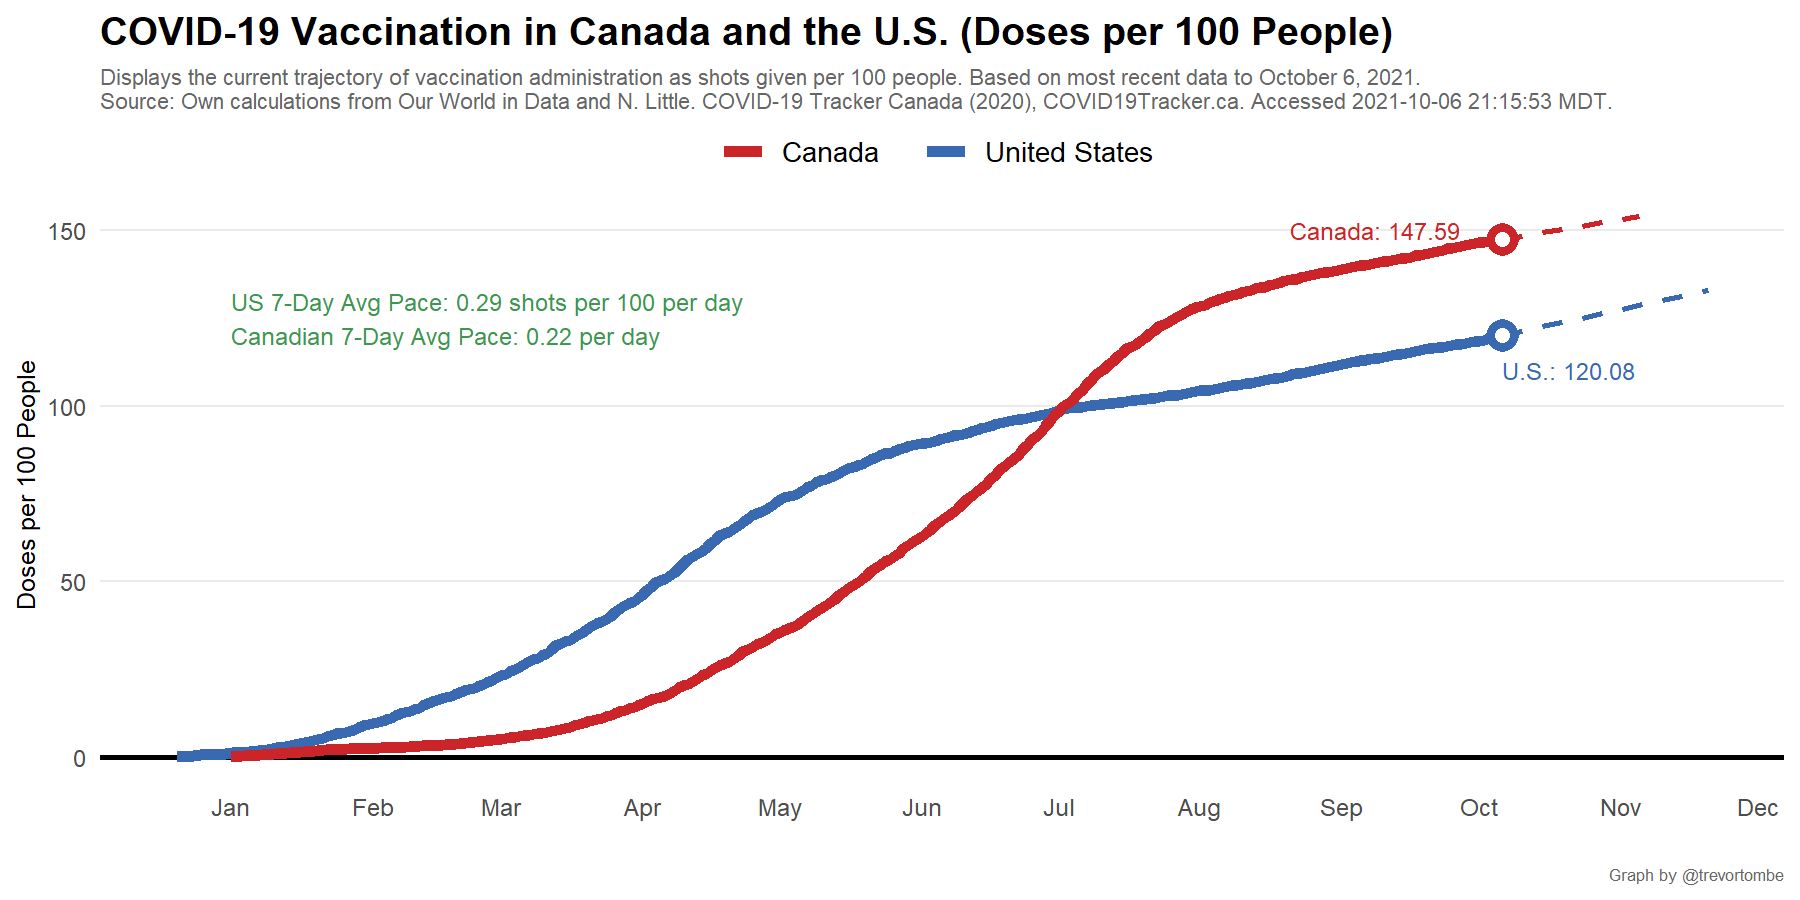 COVID-19 Vaccination in Canada and the U.S. (Doses per 100 People)
Displays the current trajectory of vaccination administration as shots given per 100 people. Based on most recent data to October 6, 2021.
Source: Own calculations from Our World in Data and N. Little. COVID-19 Tracker Canada (2020), COVID19Tracker.ca. Accessed 2021-10-06 21:15:53 MDT.
Canada United States
150
Canada: 147.59
US 7-Day Avg Pace: 0.29 shots per 100 per day
Canadian 7-Day Avg Pace: 0.22 per day
U.S.: 120.08
100
Doses per 100 People
50
0
Jan Feb Mar Apr May Jun Jul Aug Sep Oct Nov Dec
Graph by @trevortombe